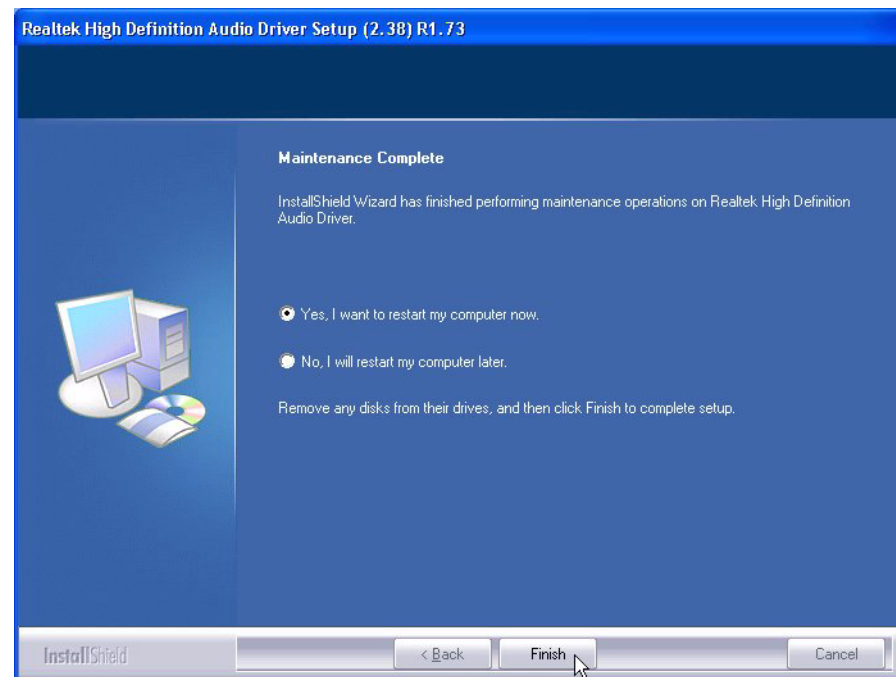 Realtek High Definition Audio Driver Setup (2.38) R1.73
Maintenance Complete
InstallShield Wizard has finished performing maintenance operations on Realtek High Definition
Audio Driver.
Yes, I want to restart my computer now.
No, I will restart my computer later.
Remove any disks from their drives, and then click Finish to complete setup.
InstallShield
< Back
Finish
Cancel